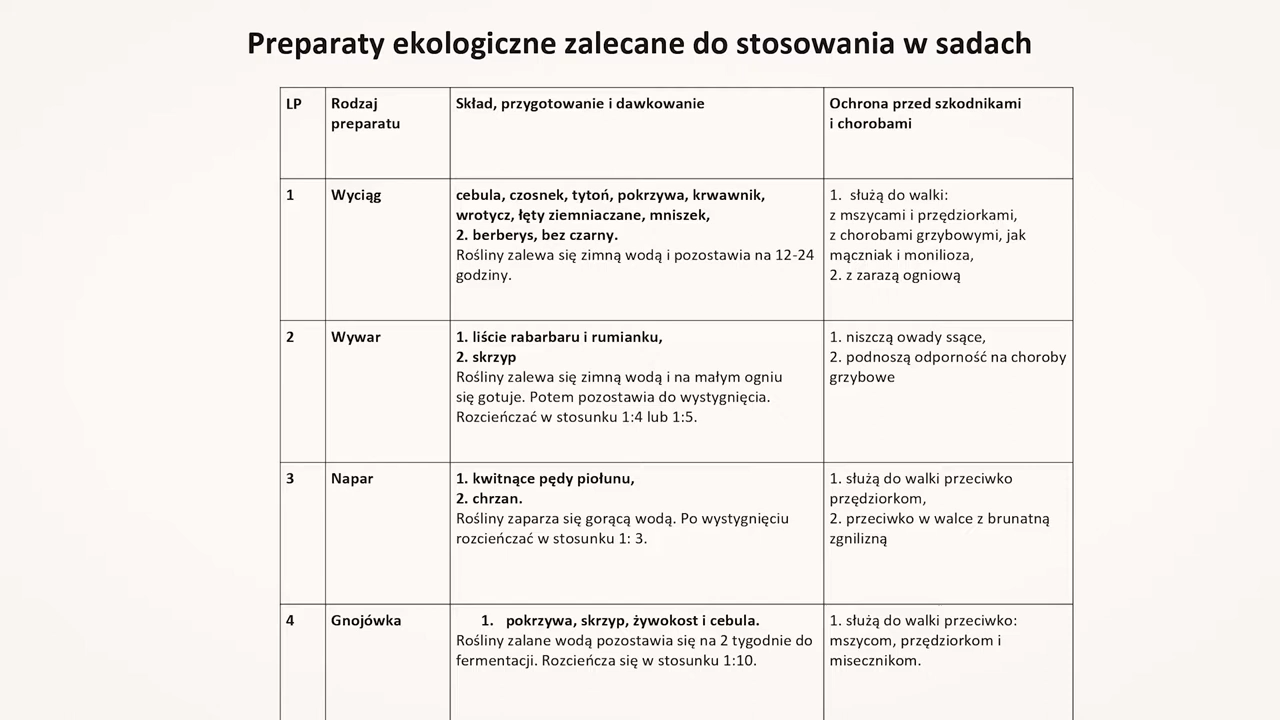 Preparaty ekologiczne zalecane do stosowania w sadach
LP
Rodzaj
preparatu
Skład, przygotowanie i dawkowanie
Ochrona przed szkodnikami
i chorobami
1
Wyciąg
cebula, czosnek, tytoń, pokrzywa, krwawnik,
wrotycz, łęty ziemniaczane, mniszek,
2. berberys, bez czarny.
Rośliny zalewa się zimną wodą i pozostawia na 12-24
godziny.
1. służą do walki:
z mszycami i przędziorkami,
z chorobami grzybowymi, jak
mączniak i monilioza,
2. z zarazą ogniową
2
Wywar
1. liście rabarbaru i rumianku,
2. skrzyp
Rośliny zalewa się zimną wodą i na małym ogniu
się gotuje. Potem pozostawia do wystygnięcia.
Rozcieńczać w stosunku 1:4 lub 1:5.
1. niszczą owady ssące,
2. podnoszą odporność na choroby
grzybowe
3
Napar
1. kwitnące pędy piołunu,
2. chrzan.
Rośliny zaparza się gorącą wodą. Po wystygnięciu
rozcieńczać w stosunku 1: 3.
1. służą do walki przeciwko
przędziorkom,
2. przeciwko w walce z brunatną
zgnilizną
4
Gnojówka
1. pokrzywa, skrzyp, żywokost i cebula.
Rośliny zalane wodą pozostawia się na 2 tygodnie do
fermentacji. Rozcieńcza się w stosunku 1:10.
1. służą do walki przeciwko:
mszycom, przędziorkom i
misecznikom.